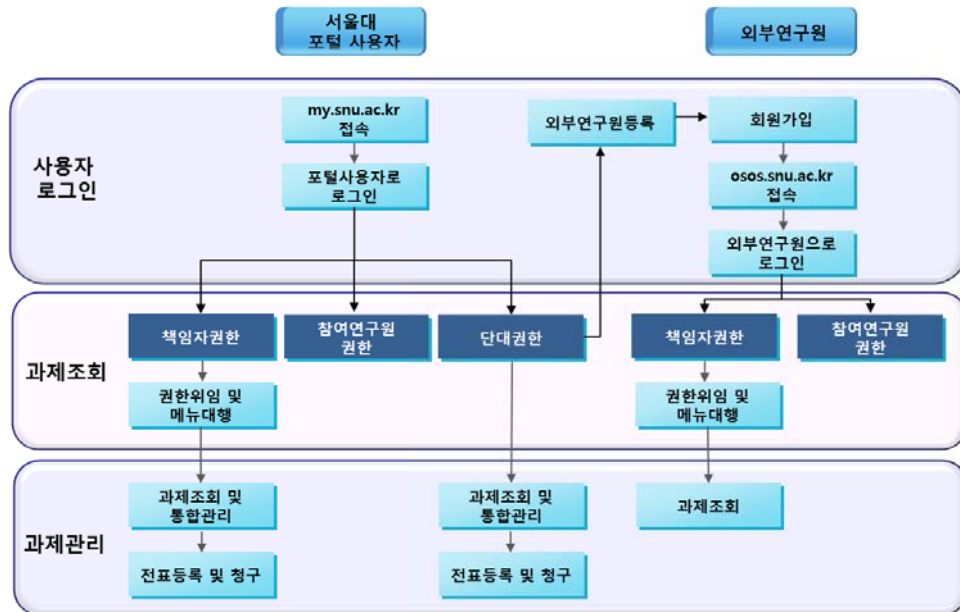 서울대
포털 사용자
외부연구원
사용자
로그인
my.snu.ac.kr
접속
포털사용자로
로그인
외부연구원등록
회원가입
osos.snu.ac.kr
접속
외부연구원으로
로그인
과제조회
책임자권한
참여연구원
권한
단대권한
책임자권한
참여연구원
권한
권한위임 및
메뉴대행
권한위임 및
메뉴대행
과제관리
과제조회 및
통합관리
과제조회 및
통합관리
과제조회
전표등록 및 청구
전표등록 및 청구